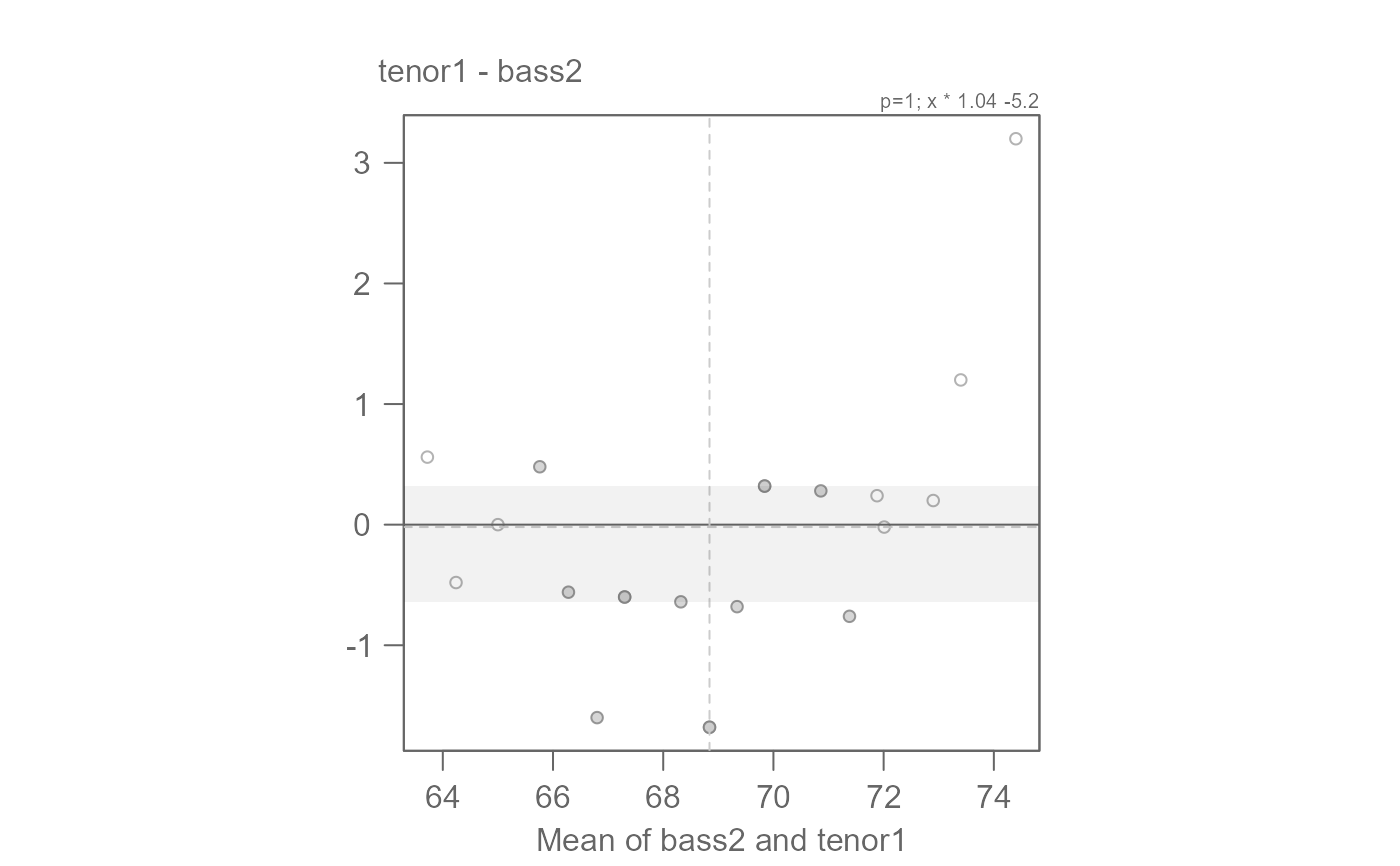 tenor1 - bass2
p=1; x * 1.04 -5.2
3
2
1
0
-1
64 66 68 70 72 74
Mean of bass2 and tenor1